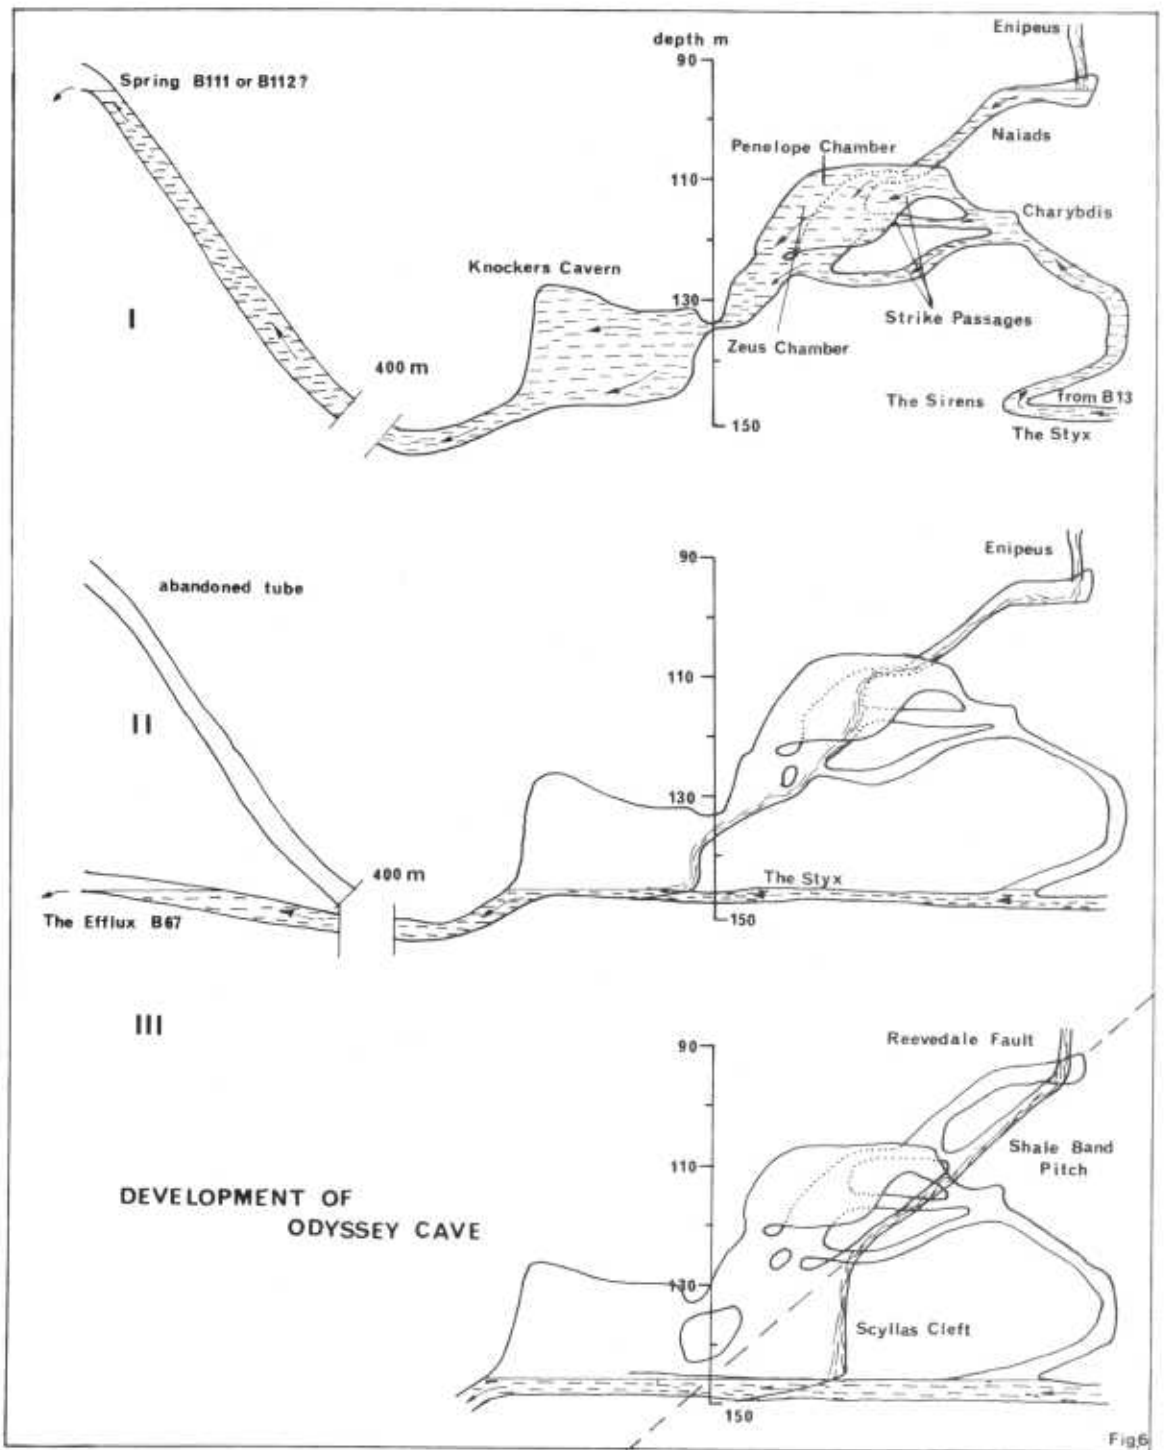 depth m
Enipeus
90
Spring B111 or B112?
Naiads
Penelope Chamber
110
Charybdis
Knockers Cavern
130
I
Strike Passages
Zeus Chamber
400 m
The Sirens
from B13
150
The Styx
90
Enipeus
abandoned tube
110
II
130
400 m
The Styx
The Efflux B67
150
III
90
Reevedale Fault
110
Shale Band
Pitch
DEVELOPMENT OF
ODYSSEY CAVE
130
Scyllas Cleft
150
Fig.6